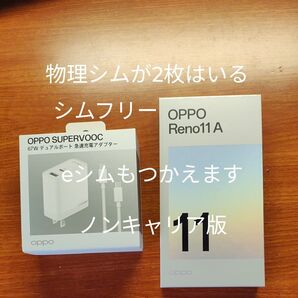 物理シムが2枚はいる
シムフリー
eシムもつかえます
ノンキャリア版
OPPO SUPERVOOC
67W デュアルポート 急速充電アダプター
oppo
OPPO
Reno11 A
11
oppo